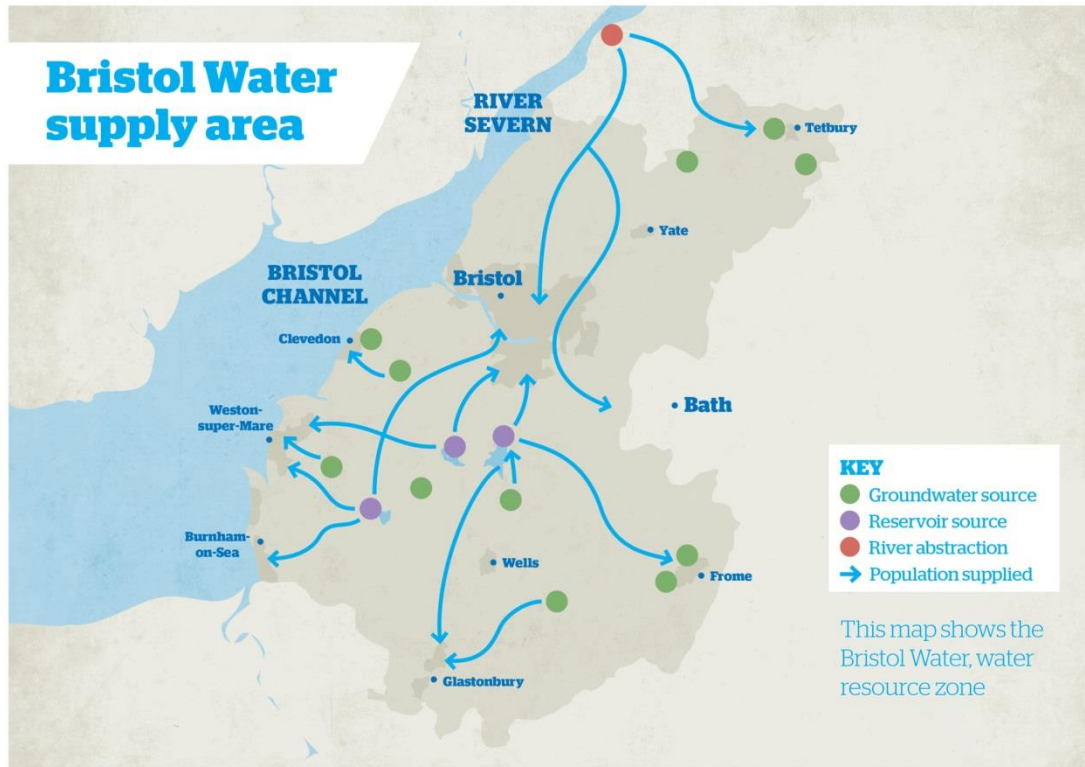 Bristol Water
supply area
RIVER
SEVERN
Tetbury
Yate
BRISTOL
CHANNEL
Bristol
Clevedon
Weston-
super-Mare
Bath
Burnham-
on-Sea
Wells
Frome
Glastonbury
KEY
Groundwater source
Reservoir source
River abstraction
Population supplied
This map shows the
Bristol Water, water
resource zone